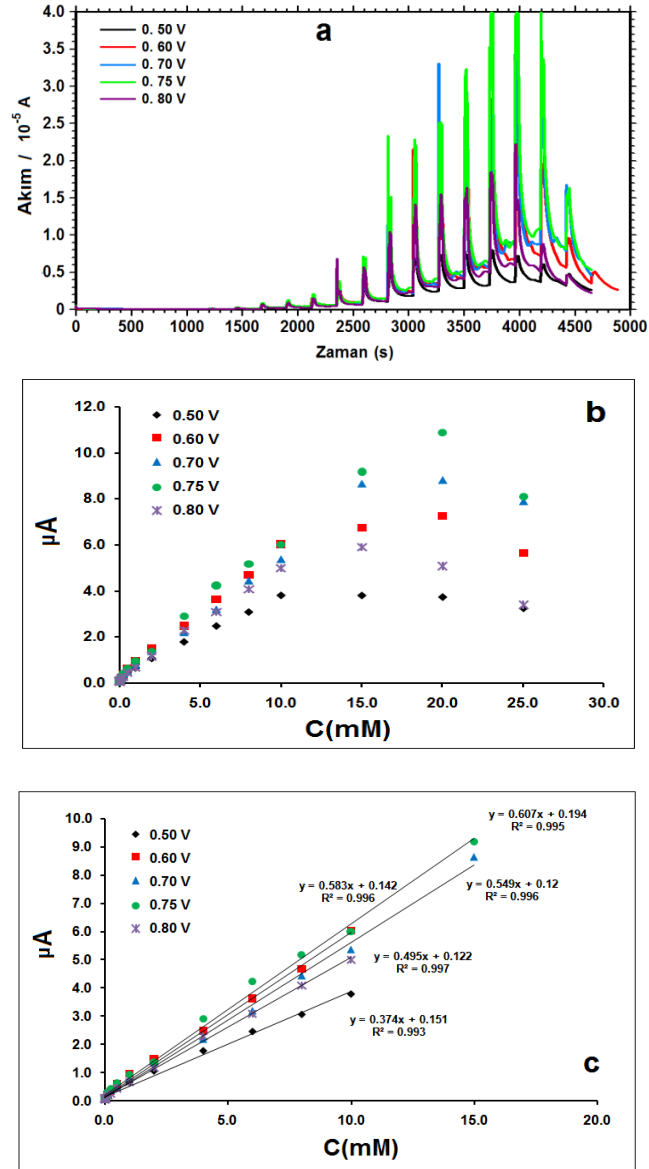 a
0. 50 V
0. 60 V
0. 70 V
0. 75 V
0. 80 V
4.0
3.5
3.0
2.5
2.0
1.5
1.0
0.5
0
Akım / 10⁻⁵ A
0 500 1000 1500 2000 2500 3000 3500 4000 4500 5000
Zaman (s)
b
0.50 V
0.60 V
0.70 V
0.75 V
0.80 V
12.0
10.0
8.0
6.0
4.0
2.0
0.0
µA
0.0 5.0 10.0 15.0 20.0 25.0 30.0
C(mM)
0.50 V
0.60 V
0.70 V
0.75 V
0.80 V
10.0
9.0
8.0
7.0
6.0
5.0
4.0
3.0
2.0
1.0
0.0
µA
y = 0.607x + 0.194
R² = 0.995
y = 0.583x + 0.142
R² = 0.996
y = 0.549x + 0.12
R² = 0.996
y = 0.495x + 0.122
R² = 0.997
y = 0.374x + 0.151
R² = 0.993
c
0.0 5.0 10.0 15.0 20.0
C(mM)